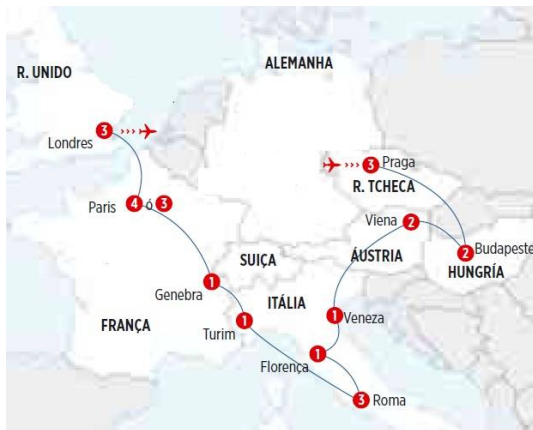 ALEMANHA
R. UNIDO
3
Londres
3 Praga
R. TCHECA
Paris 4 ó 3
Viena 2
Budapeste
2
HUNGRÍA
ÁUSTRIA
SUIÇA
Genebra 1
ITÁLIA
FRANÇA
Turim 1
1 Veneza
Florença 1
3 Roma